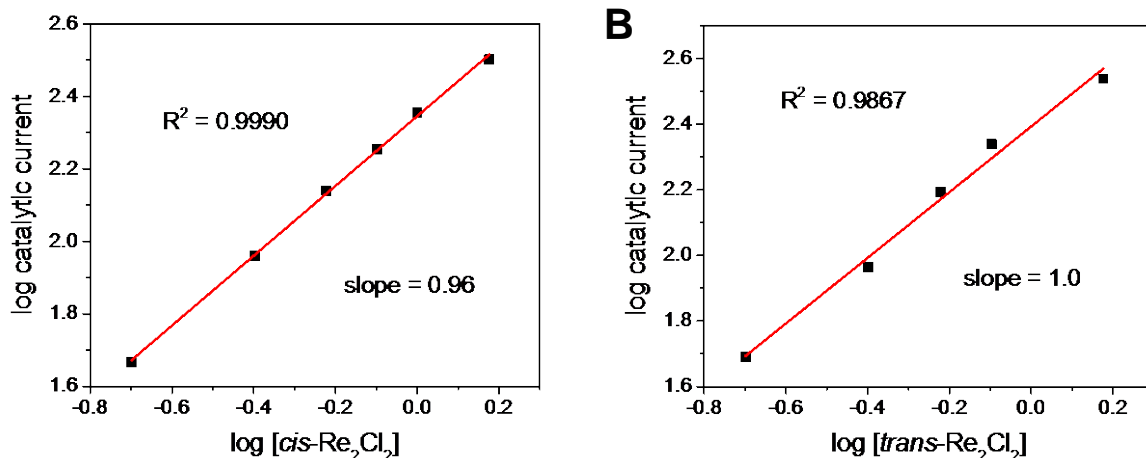 2.6
2.4
2.2
2.0
1.8
1.6
log catalytic current
R² = 0.9990
slope = 0.96
-0.8 -0.6 -0.4 -0.2 0.0 0.2
log [cis-Re₂Cl₂]
B
2.6
2.4
2.2
2.0
1.8
1.6
log catalytic current
R² = 0.9867
slope = 1.0
-0.8 -0.6 -0.4 -0.2 0.0 0.2
log [trans-Re₂Cl₂]